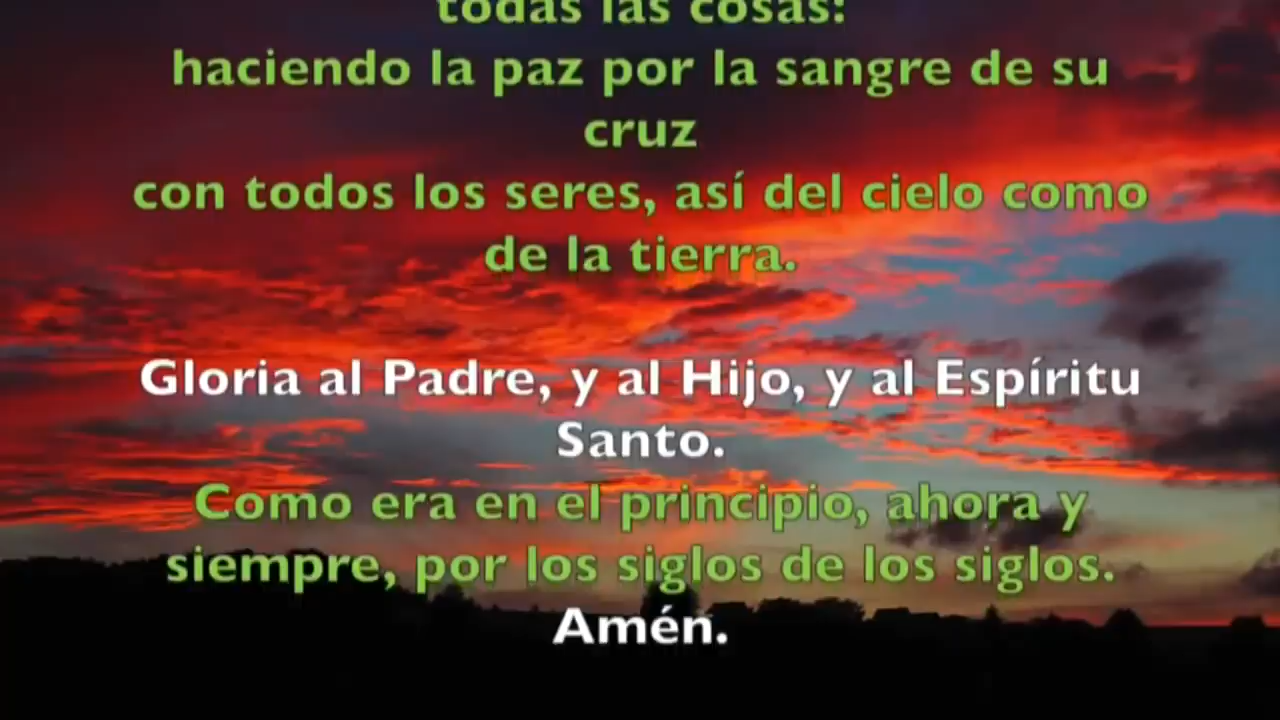 todas las cosas:
haciendo la paz por la sangre de su
cruz
con todos los seres, así del cielo como
de la tierra.
Gloria al Padre, y al Hijo, y al Espíritu
Santo.
Como era en el principio, ahora y
siempre, por los siglos de los siglos.
Amén.